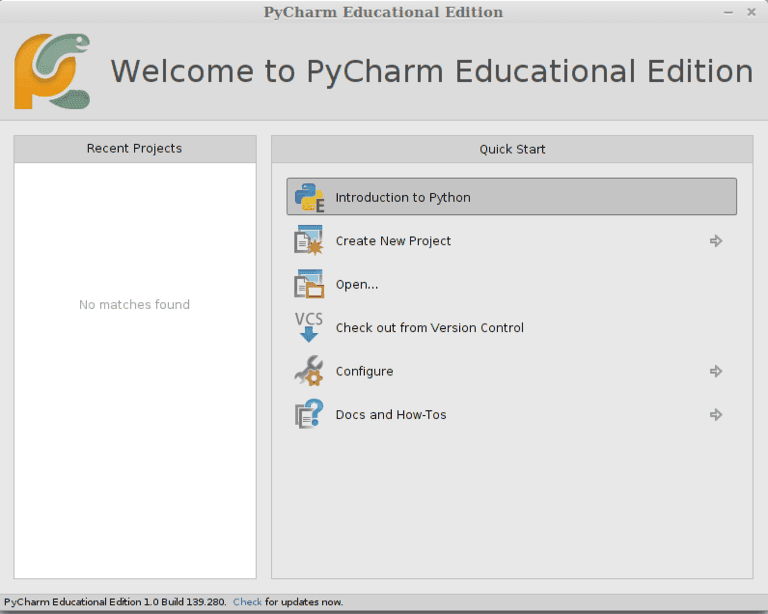 PyCharm Educational Edition
Welcome to PyCharm Educational Edition
Recent Projects
No matches found
Quick Start
Introduction to Python
Create New Project
Open...
VCS
Check out from Version Control
Configure
Docs and How-Tos
PyCharm Educational Edition 1.0 Build 139.280. Check for updates now.